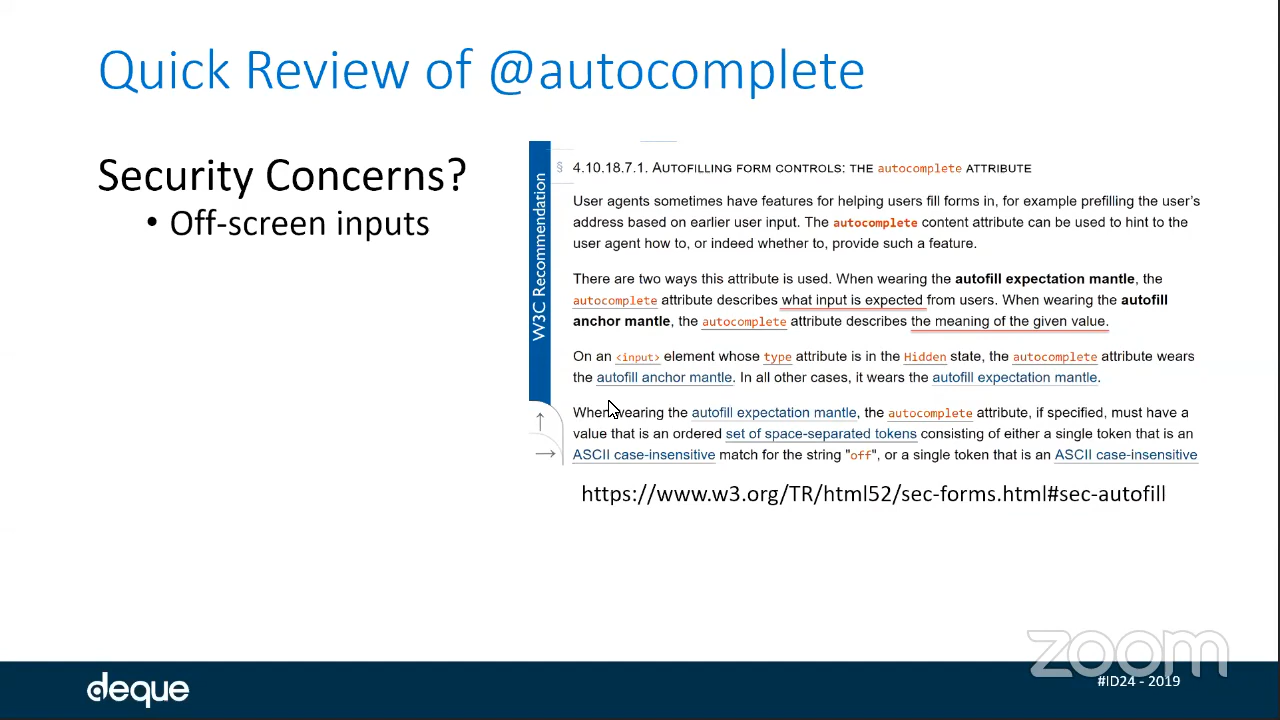 Quick Review of @autocomplete
Security Concerns?
• Off-screen inputs
W3C Recommendation
§ 4.10.18.7.1. AUTOFILLING FORM CONTROLS: THE autocomplete ATTRIBUTE
User agents sometimes have features for helping users fill forms in, for example prefilling the user's
address based on earlier user input. The autocomplete content attribute can be used to hint to the
user agent how to, or indeed whether to, provide such a feature.
There are two ways this attribute is used. When wearing the autofill expectation mantle, the
autocomplete attribute describes what input is expected from users. When wearing the autofill
anchor mantle, the autocomplete attribute describes the meaning of the given value.
On an <input> element whose type attribute is in the Hidden state, the autocomplete attribute wears
the autofill anchor mantle. In all other cases, it wears the autofill expectation mantle.
When wearing the autofill expectation mantle, the autocomplete attribute, if specified, must have a
value that is an ordered set of space-separated tokens consisting of either a single token that is an
ASCII case-insensitive match for the string "off", or a single token that is an ASCII case-insensitive
https://www.w3.org/TR/html52/sec-forms.html#sec-autofill
zoom
deque
#ID24 - 2019